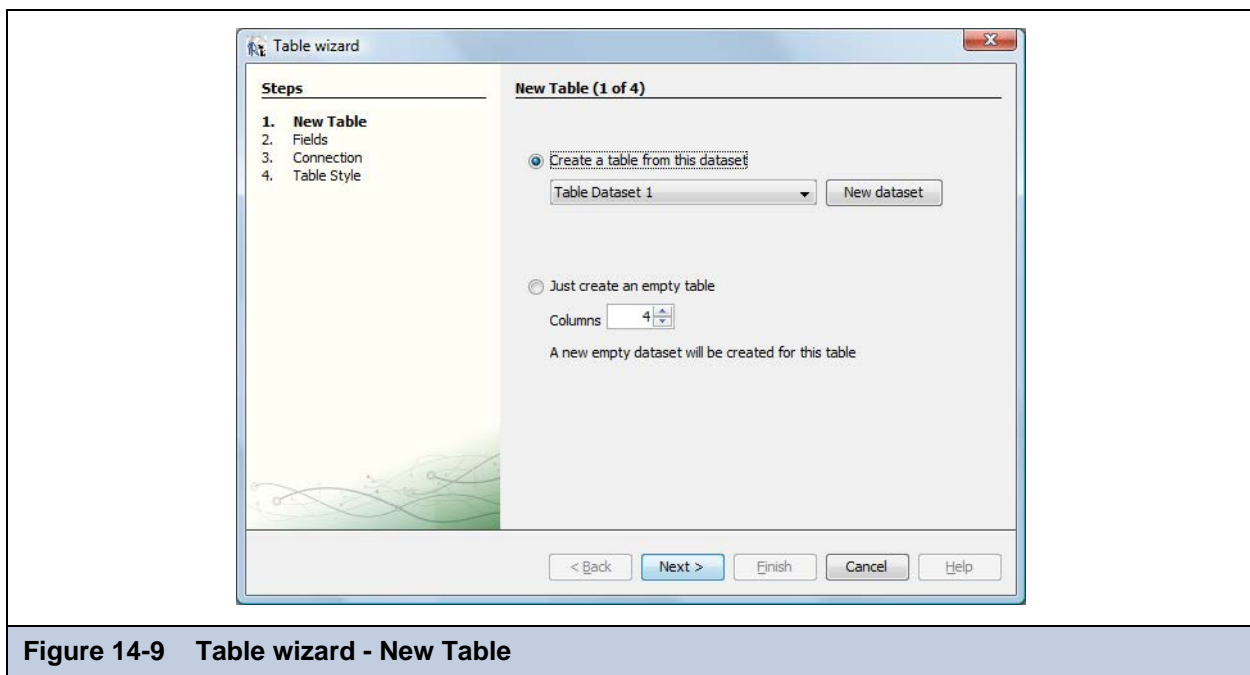 Table wizard
Steps
1. New Table
2. Fields
3. Connection
4. Table Style
New Table (1 of 4)
Create a table from this dataset
Table Dataset 1
New dataset
Just create an empty table
Columns 4
A new empty dataset will be created for this table
< Back Next > Finish Cancel Help
Figure 14-9 Table wizard - New Table